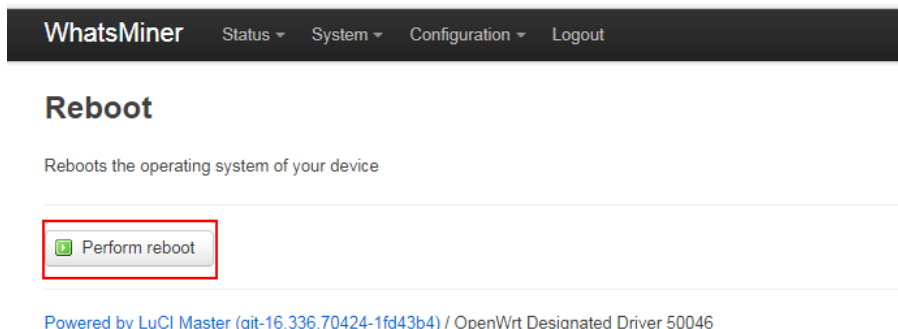 WhatsMiner Status System Configuration Logout
Reboot
Reboots the operating system of your device
Perform reboot
Powered by LuCI Master (git-16.336.70424-1fd43b4) / OpenWrt Designated Driver 50046